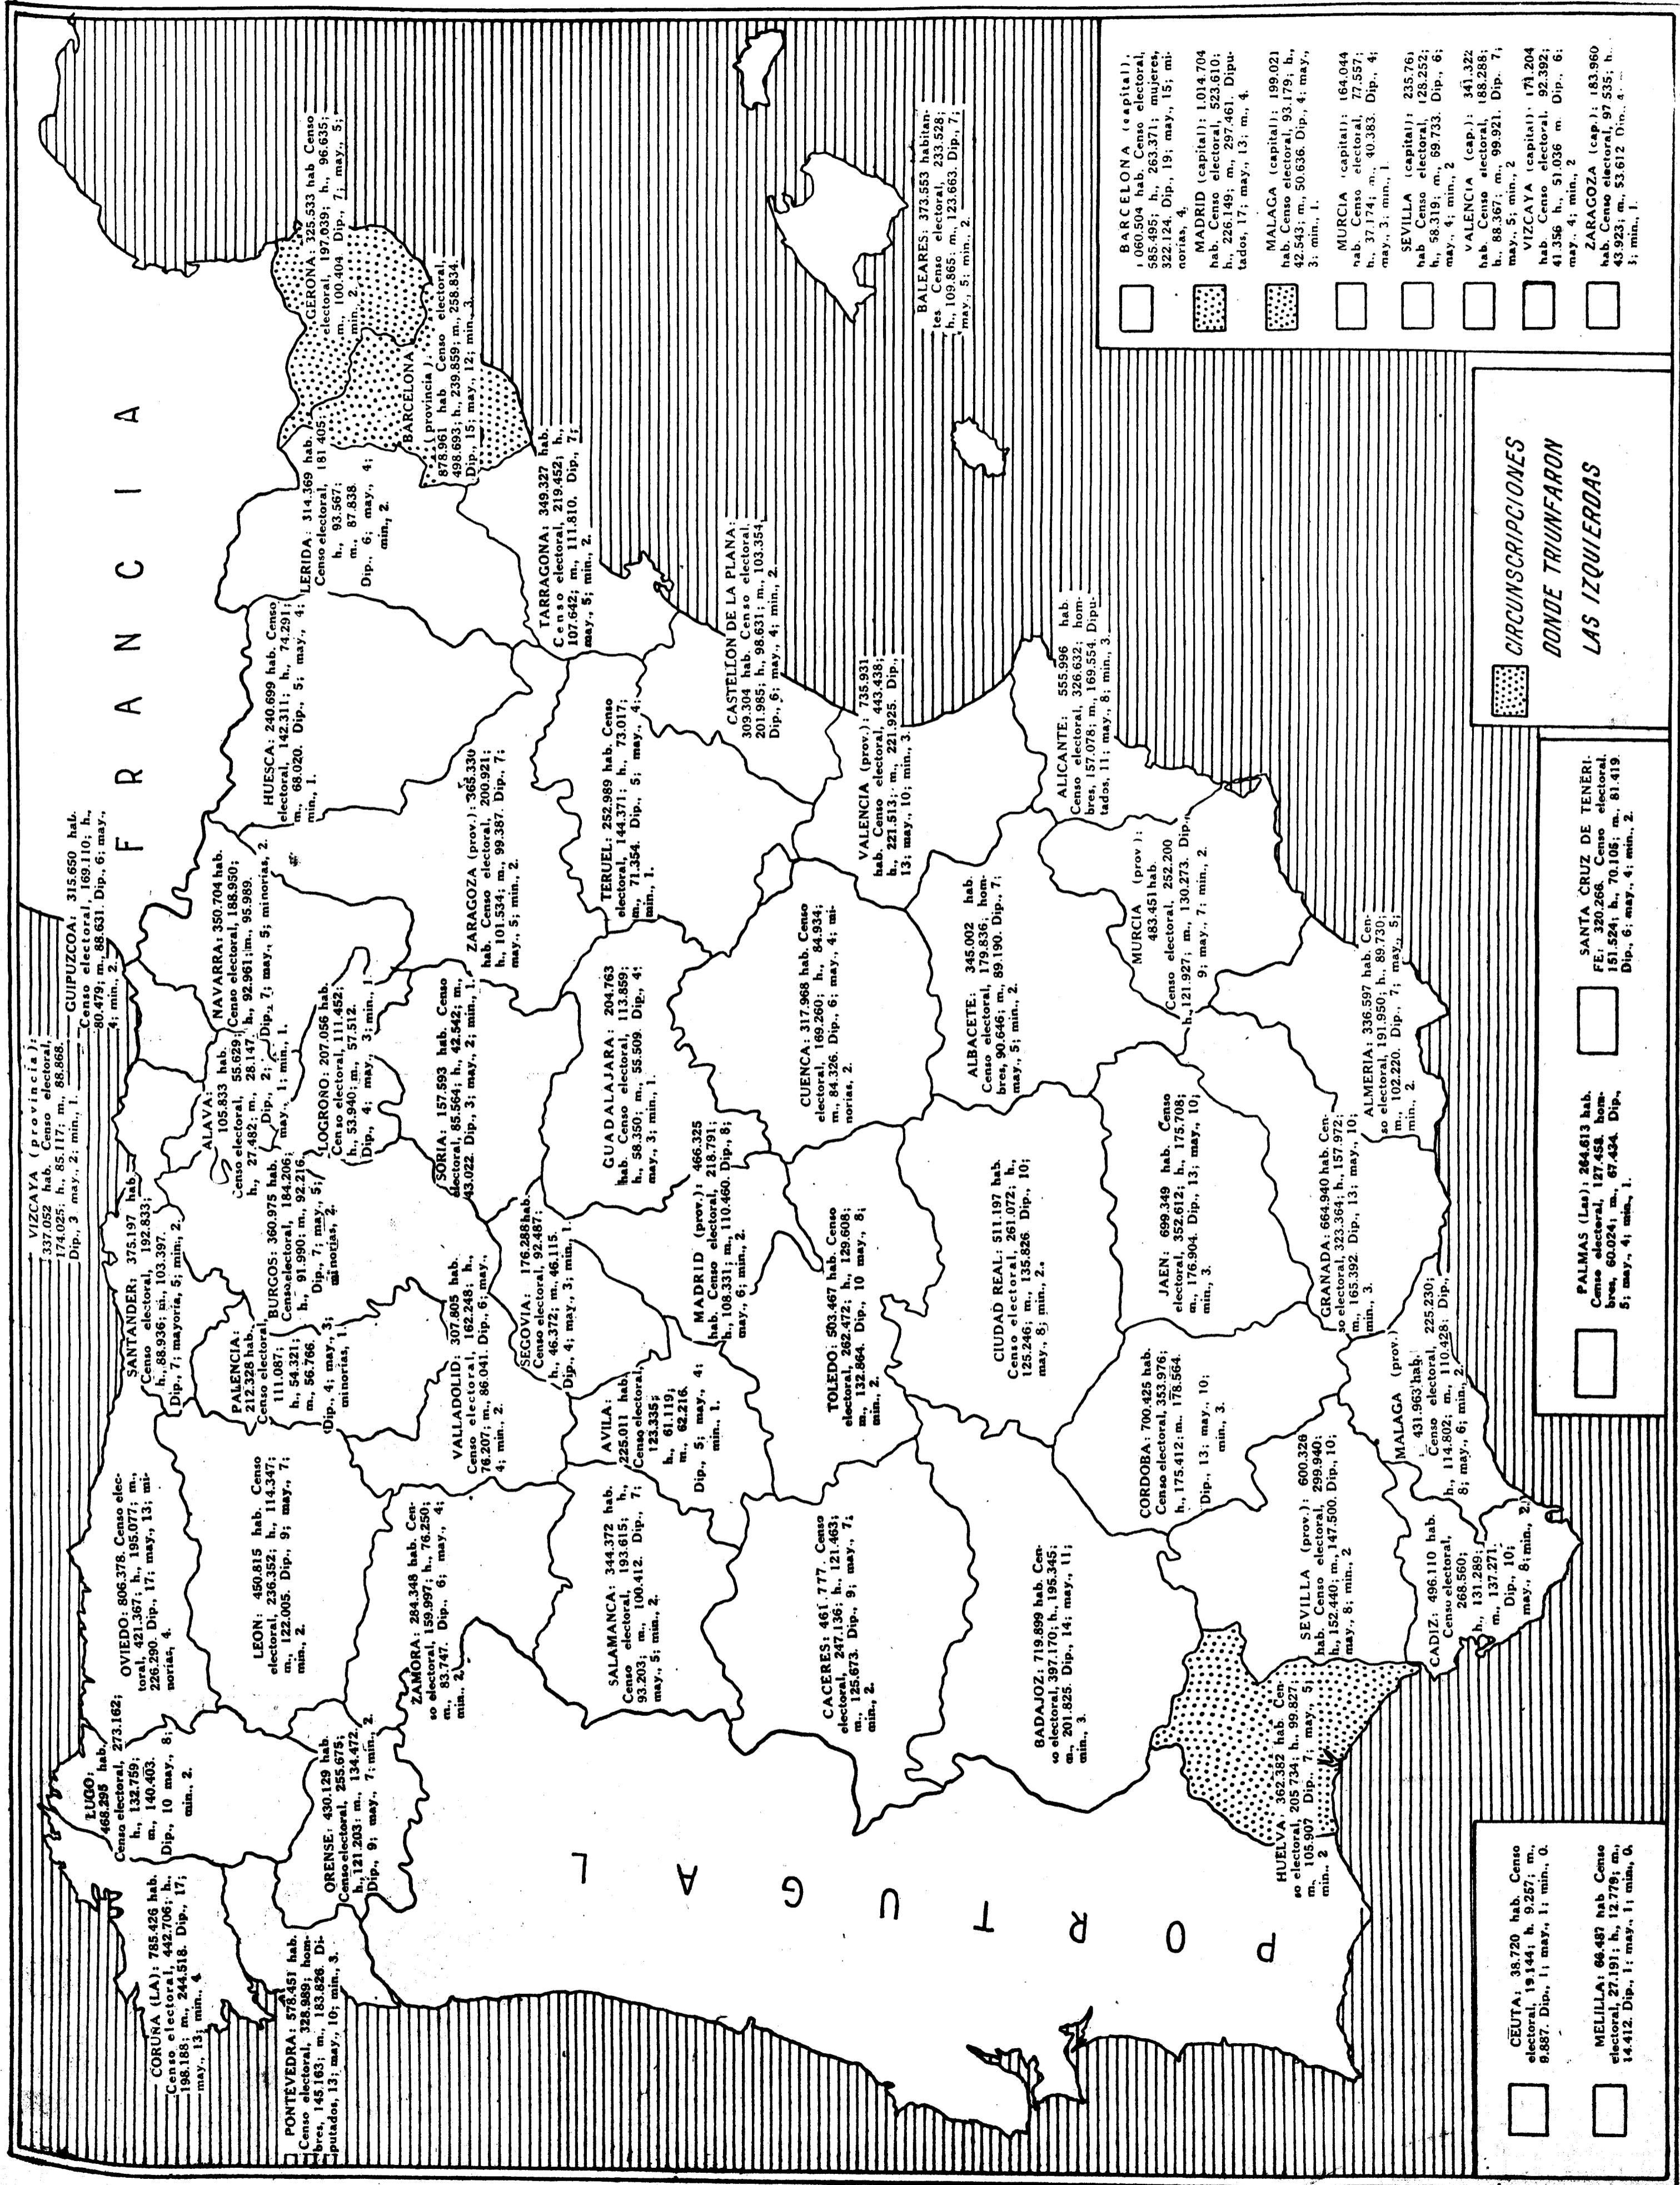 FRANCIA
PORTUGAL
VIZCAYA (provincia):
337.052 hab. Censo electoral,
174.025; h., 85.117; m., 88.868.
Dip., 3 may., 2; min., 1.
GUIPUZCOA: 315.650 hab.
Censo electoral, 169.110; h.,
80.479; m., 88.631. Dip., 6; may.,
4; min., 2.
CORUÑA (LA): 785.426 hab.
Censo electoral, 442.706; h.,
198.188; m., 244.518. Dip., 17;
may., 13; min., 4
LUGO:
468.295 hab.
Censo electoral, 273.162;
h., 132.759;
m., 140.403.
Dip., 10 may., 8;
min., 2.
OVIEDO: 806.378. Censo elec-
toral, 421.367; h., 195.077; m.,
226.290. Dip., 17; may., 13; mi-
norias, 4.
SANTANDER: 375.197 hab.
Censo electoral, 192.833;
h., 88.936; m., 103.397.
Dip., 7; mayoria, 5; min., 2.
ALAVA:
105.833 hab.
Censo electoral, 55.629;
h., 27.482; m., 28.147.
Dip., 2;
may., 1; min., 1.
NAVARRA: 350.704 hab.
Censo electoral, 188.950;
h., 92.961; m., 95.989.
Dip., 7; may., 5; minorias, 2.
HUESCA: 240.699 hab. Censo
electoral, 142.311; h., 74.291;
m., 68.020. Dip., 5; may., 4;
min., 1.
LERIDA: 314.369 hab.
Censo electoral, 181 405;
h., 93.567;
m., 87.838
Dip., 6; may., 4;
min., 2.
GERONA: 325.533 hab Censo
electoral, 197.039; h., 96.635;
m., 100.404 Dip., 7; may., 5;
min., 2.
BARCELONA
(provincia).
878.961 hab Censo electoral,
498.693; h., 239.859; m., 258.834.
Dip., 15; may., 12; min., 3.
PONTEVEDRA: 578.451 hab.
Censo electoral, 328.989; hom-
bres, 145.163; m., 183.826. Di-
putados, 13; may., 10; min., 3.
ORENSE: 430.129 hab.
Censo electoral, 255.675;
h., 121.203: m., 134.472.
Dip., 9; may., 7; min., 2.
LEON: 450.815 hab. Censo
electoral, 236.352; h., 114.347;
m., 122.005. Dip., 9; may., 7;
min., 2.
PALENCIA:
212.328 hab.
Censo electoral,
111.087;
h., 54.321;
m., 56.766.
Dip., 4; may., 3;
minorias, 1.
BURGOS: 360.975 hab.
Censo electoral, 184.206;
h., 91.990; m., 92.216.
Dip., 7; may., 5;
minorias, 2.
LOGROÑO: 207.056 hab.
Censo electoral, 111.452;
h., 53.940; m., 57.512.
Dip., 4; may., 3; min., 1.
ZAMORA: 284.348 hab. Cen-
so electoral, 159.997; h., 76.250;
m., 83.747. Dip., 6; may., 4;
min., 2.
VALLADOLID: 307.805 hab.
Censo electoral, 162.248; h.,
76.207; m., 86.041. Dip., 6; may.,
4; min., 2.
SORIA: 157.593 hab. Censo
electoral, 85.564; h., 42.542; m.,
43.022. Dip., 3; may., 2; min., 1.
ZARAGOZA (prov.): 365.330
hab. Censo electoral, 200.921;
h., 101.534; m., 99.387. Dip., 7;
may., 5; min., 2.
TARRAGONA: 349.327 hab.
Censo electoral, 219.452; h.,
107.642; m., 111.810. Dip., 7;
may., 5; min., 2.
SEGOVIA: 176.288 hab.
Censo electoral, 92.487;
h., 46.372; m., 46.115.
Dip., 4; may., 3; min., 1.
SALAMANCA: 344.372 hab.
Censo electoral, 193.615; h.,
93.203; m., 100.412. Dip., 7;
may., 5; min., 2.
AVILA:
225.011 hab.
Censo electoral,
123.335;
h., 61.119;
m., 62.216.
Dip., 5; may., 4;
min., 1.
GUADALAJARA: 204.763
hab. Censo electoral, 113.859;
h., 58.350; m., 55.509. Dip., 4;
may., 3; min., 1.
TERUEL: 252.989 hab. Censo
electoral, 144.371; h., 73.017;
m., 71.354. Dip., 5; may., 4;
min., 1.
MADRID (prov.): 466.325
hab. Censo electoral, 218.791;
h., 108.331; m., 110.460. Dip., 8;
may., 6; min., 2.
CASTELLON DE LA PLANA:
309.304 hab. Censo electoral.
201.985; h., 98.631; m., 103.354
Dip., 6; may., 4; min., 2.
BALEARES: 373.553 habitan-
tes Censo electoral, 233.528;
h., 109.865; m., 123.663. Dip., 7;
may., 5; min., 2.
CACERES: 461 777. Censo
electoral, 247.136; h., 121.463;
m., 125.673. Dip., 9; may., 7;
min., 2.
TOLEDO: 503.467 hab. Censo
electoral, 262.472; h., 129.608;
m., 132.864. Dip., 10 may., 8;
min., 2.
CUENCA: 317.968 hab. Censo
electoral, 169.260; h., 84.934;
m., 84.326. Dip., 6; may., 4; mi-
norias, 2.
VALENCIA (prov.): 735.931
hab. Censo electoral, 443.438;
h., 221.513; m., 221.925. Dip.,
13; may., 10; min., 3.
BADAJOZ: 719.899 hab. Cen-
so electoral, 397.170; h., 195.345;
m., 201.825. Dip., 14; may., 11;
min., 3.
CIUDAD REAL: 511.197 hab.
Censo electoral, 261.072; h.,
125.246; m., 135.826. Dip., 10;
may., 8; min., 2.
ALBACETE: 345.002 hab.
Censo electoral, 179.836; hom-
bres, 90.646; m., 89.190. Dip., 7;
may., 5; min., 2.
ALICANTE: 555.996 hab.
Censo electoral, 326.632; hom-
bres, 157.078; m., 169.554. Dipu-
tados, 11; may., 8; min., 3.
CORDOBA: 700.425 hab.
Censo electoral, 353.976;
h., 175.412; m. 178.564.
Dip., 13; may., 10;
min., 3.
JAEN: 699.349 hab. Censo
electoral, 352.612; h., 175.708;
m., 176.904. Dip., 13; may., 10;
min., 3.
MURCIA (prov ):
483.451 hab.
Censo electoral, 252.200
h., 121.927; m., 130.273. Dip.,
9; may., 7; min., 2.
HUELVA, 362.382 hab. Cen-
so electoral, 205 734; h.. 99.827;
m., 105.907 Dip., 7; may., 5;
min.. 2
SEVILLA (prov.): 600.326
hab. Censo electoral, 299.940;
h., 152.440; m., 147.500. Dip., 10;
may., 8; min., 2
GRANADA: 664.940 hab. Cen-
so electoral, 323.364; h., 157.972;
m., 165.392. Dip., 13; may., 10;
min., 3.
ALMERIA: 336.597 hab. Cen-
so electoral, 191.950; h., 89.730;
m., 102.220. Dip., 7; may., 5;
min., 2.
CADIZ: 496.110 hab.
Censo electoral,
268.560;
h., 131.289;
m., 137.271.
Dip., 10;
may., 8; min., 2.
MALAGA (prov.)
431.963 hab.
Censo electoral, 225.230;
h., 114.802; m., 110.428; Dip.,
8; may., 6; min., 2.
CEUTA: 38.720 hab. Censo
electoral, 19.144; h. 9.257; m.,
9.887. Dip., 1; may., 1; min., 0.
MELILLA: 66.487 hab Censo
electoral, 27.191; h., 12.779; m.,
14.412. Dip., 1; may., 1; min., 0,
PALMAS (Las): 264.613 hab.
Censo electoral, 127.458. hom-
bres, 60.024; m., 67.434. Dip.,
5; may., 4; min., 1.
SANTA CRUZ DE TENERI-
FE: 320.266. Censo electoral.
151.524; h., 70.105; m., 81.419.
Dip., 6; may., 4; min., 2.
CIRCUNSCRIPCIONES
DONDE TRIUNFARON
LAS IZQUIERDAS
BARCELONA (capital),
1 060.504 hab. Censo electoral,
585.495; h., 263.371; mujeres,
322.124. Dip., 19; may., 15; mi-
norias, 4.
MADRID (capital): 1.014.704
hab. Censo electoral, 523.610;
h., 226.149; m., 297.461. Dipu-
tados, 17; may., 13; m., 4.
MALAGA (capital): 199.021
hab. Censo electoral, 93.179; h.,
42.543; m., 50.636. Dip., 4; may.,
3; min., 1.
MURCIA (capital): 164.044
hab. Censo electoral, 77.557;
h., 37.174; m., 40.383. Dip., 4;
may., 3; min., 1.
SEVILLA (capital): 235.761
hab Censo electoral, 128.252;
h., 58.319; m., 69.733. Dip., 6;
may., 4; min., 2
VALENCIA (cap.): 341.322
hab. Censo electoral, 188.288;
h., 88.367; m., 99.921. Dip. 7;
may., 5; min., 2
VIZCAYA (capital). 171.204
hab. Censo electoral. 92.392;
41.356 h., 51.036 m. Dip., 6;
may., 4; min., 2
ZARAGOZA (cap.): 183.960
hab. Censo electoral, 97 535; h.
43.923; m., 53.612 Dip., 4
3; min., 1.